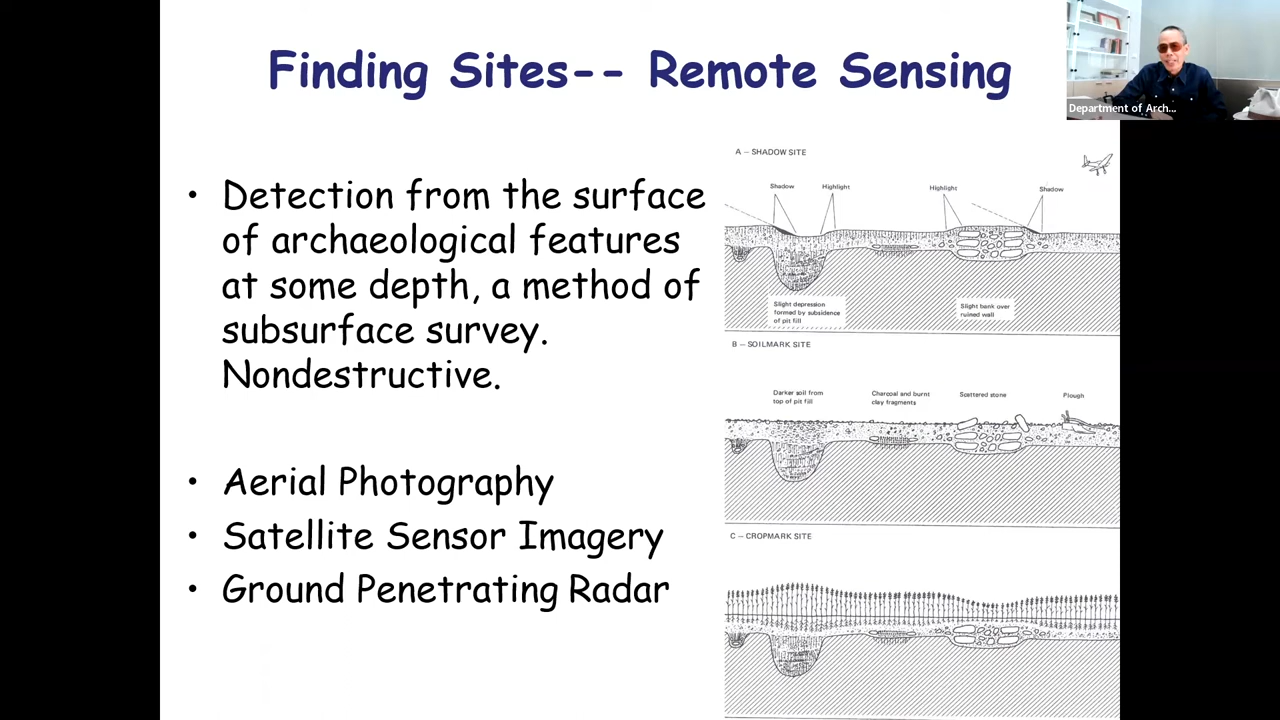 Finding Sites-- Remote Sensing
Department of Arch...
• Detection from the surface
of archaeological features
at some depth, a method of
subsurface survey.
Nondestructive.
• Aerial Photography
• Satellite Sensor Imagery
• Ground Penetrating Radar
A – SHADOW SITE
Shadow
Highlight
Highlight
Shadow
Slight depression
formed by subsidence
of pit fill
Slight bank over
ruined wall
B – SOILMARK SITE
Darker soil from
top of pit fill
Charcoal and burnt
clay fragments
Scattered stone
Plough
C – CROPMARK SITE